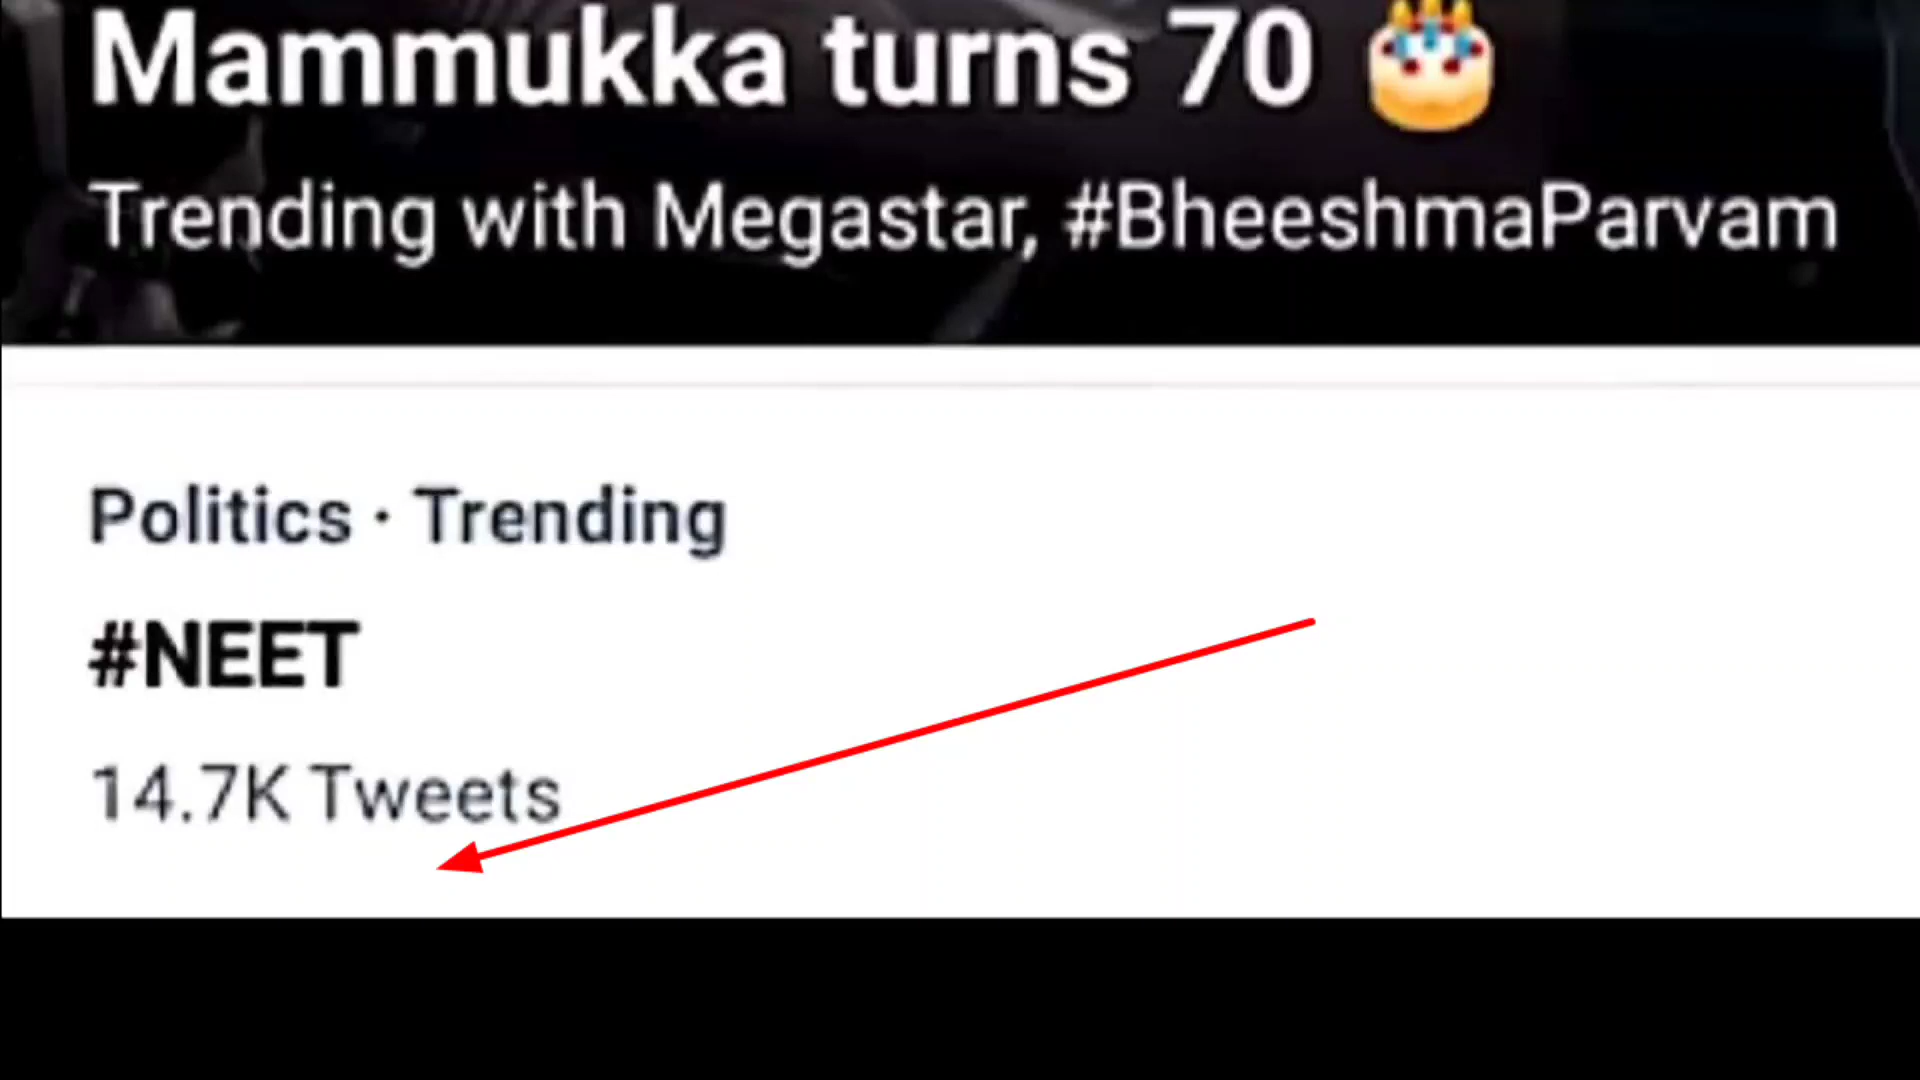 Mammukka turns 70 🎂
Trending with Megastar, #BheeshmaParvam
Politics · Trending
#NEET
14.7K Tweets